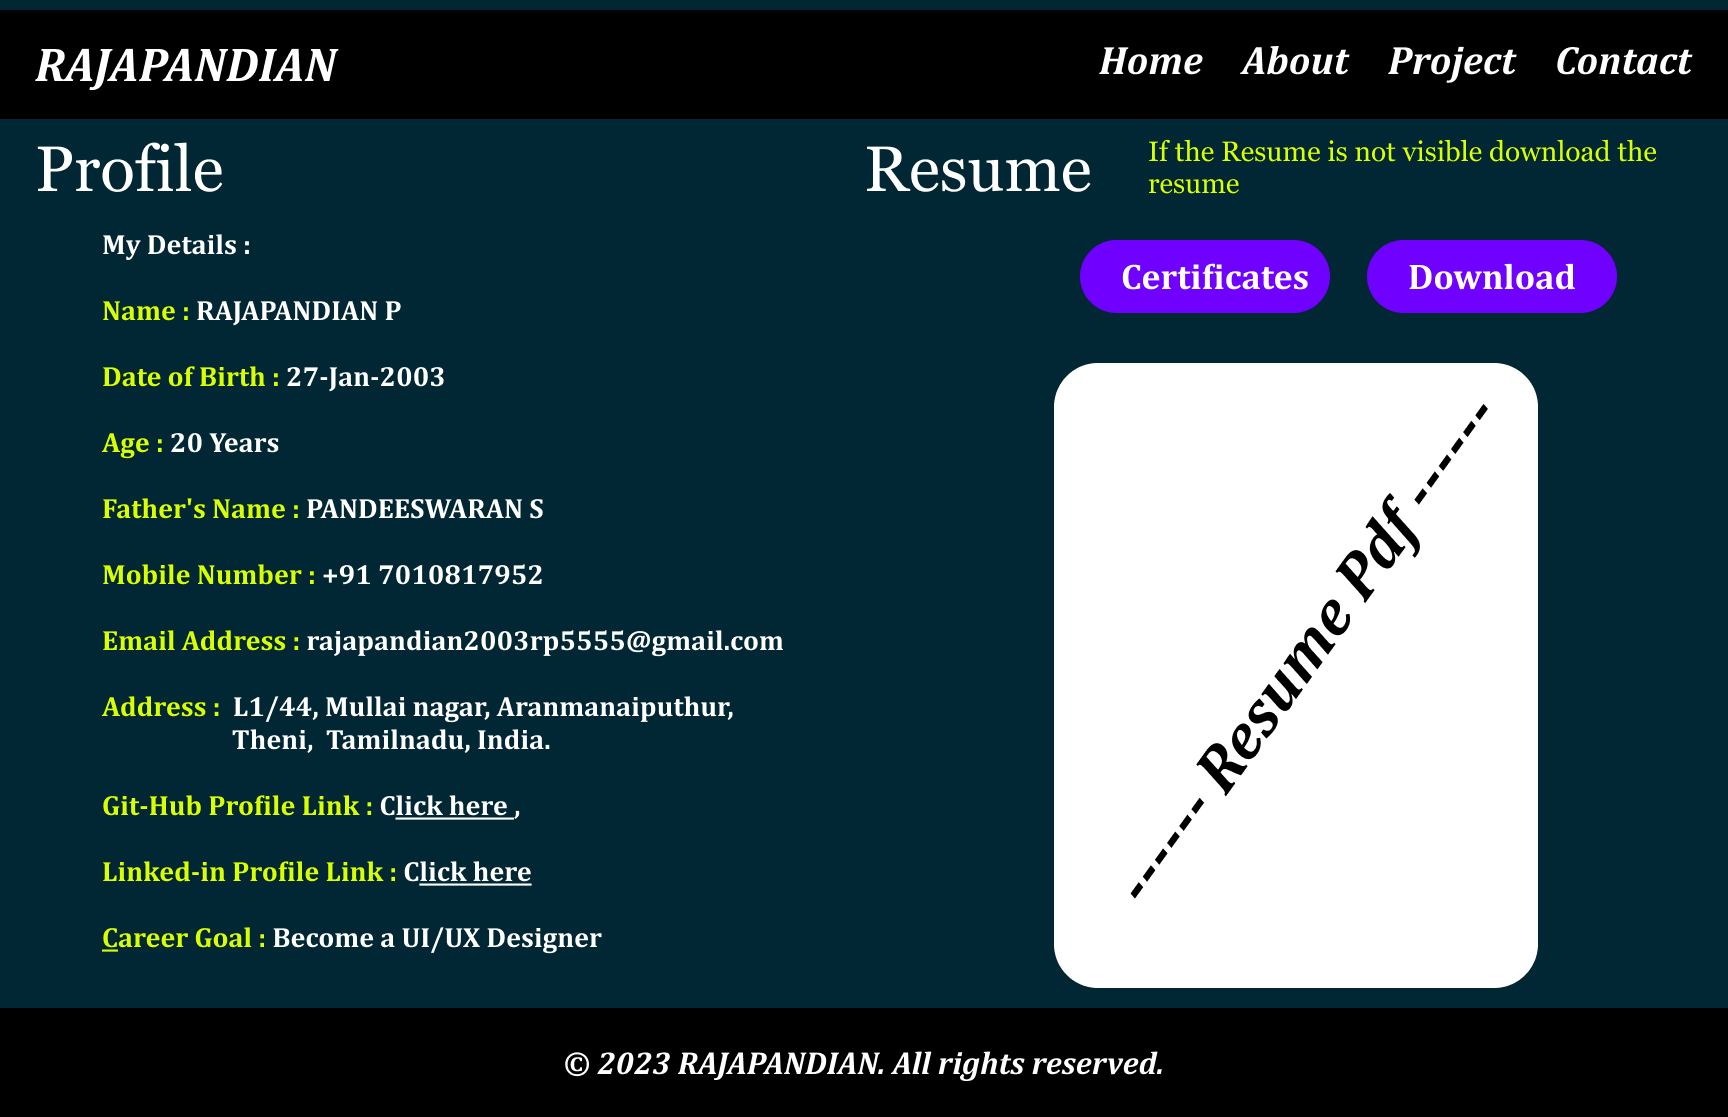 RAJAPANDIAN
Home About Project Contact
Profile
My Details :
Name : RAJAPANDIAN P
Date of Birth : 27-Jan-2003
Age : 20 Years
Father's Name : PANDEESWARAN S
Mobile Number : +91 7010817952
Email Address : rajapandian2003rp5555@gmail.com
Address : L1/44, Mullai nagar, Aranmanaiputhur,
Theni, Tamilnadu, India.
Git-Hub Profile Link : Click here ,
Linked-in Profile Link : Click here
Career Goal : Become a UI/UX Designer
Resume
If the Resume is not visible download the
resume
Certificates
Download
------ Resume Pdf ------
© 2023 RAJAPANDIAN. All rights reserved.